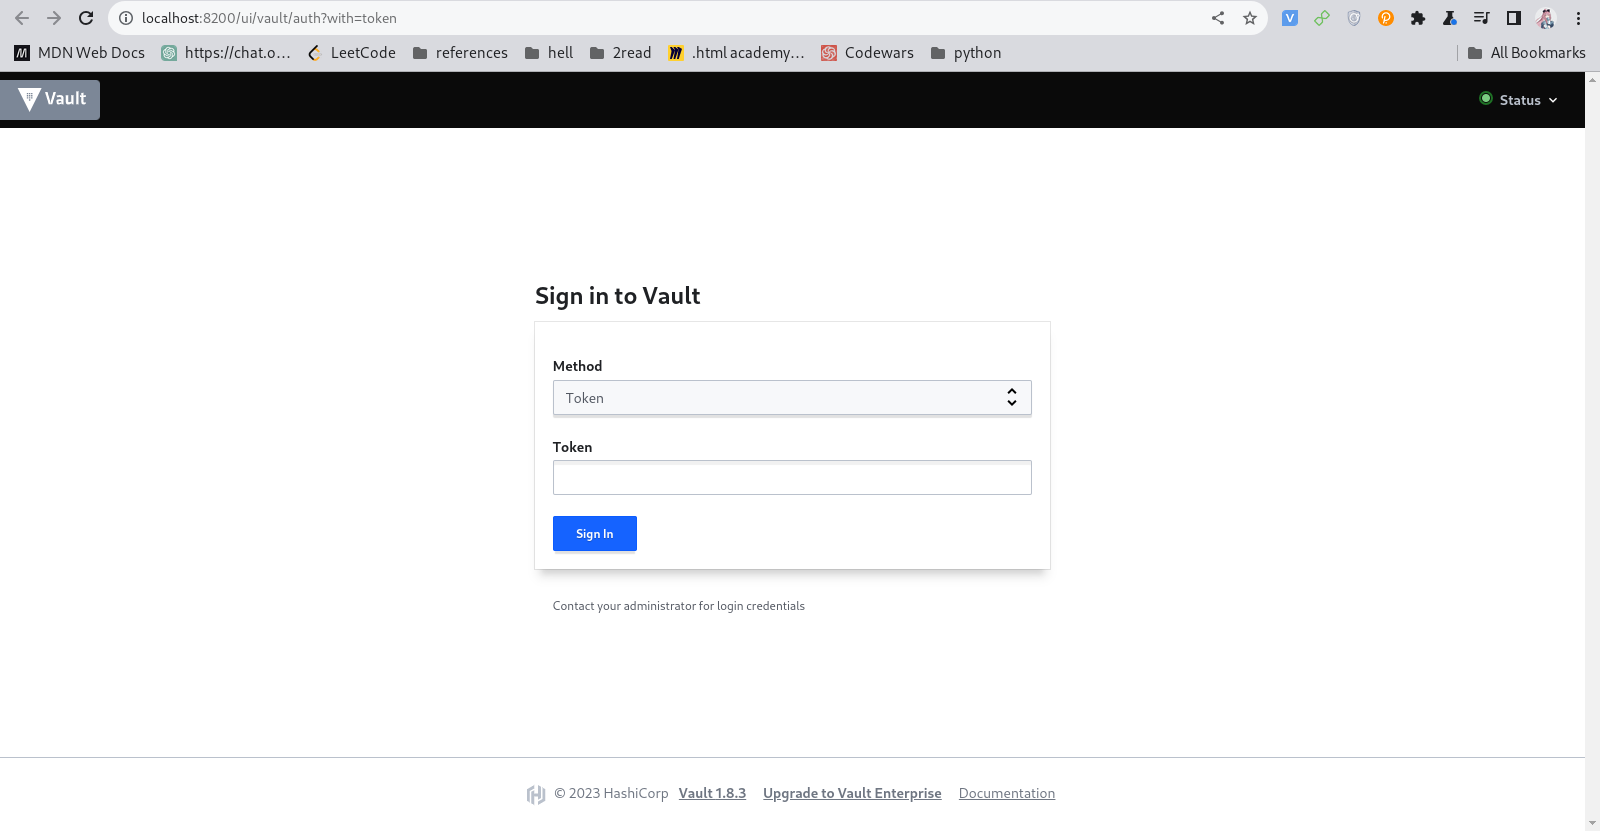 localhost:8200/ui/vault/auth?with=token
MDN Web Docs https://chat.o... LeetCode references hell 2read .html academy... Codewars python All Bookmarks
Vault Status
Sign in to Vault
Method
Token
Token
Sign In
Contact your administrator for login credentials
© 2023 HashiCorp Vault 1.8.3 Upgrade to Vault Enterprise Documentation